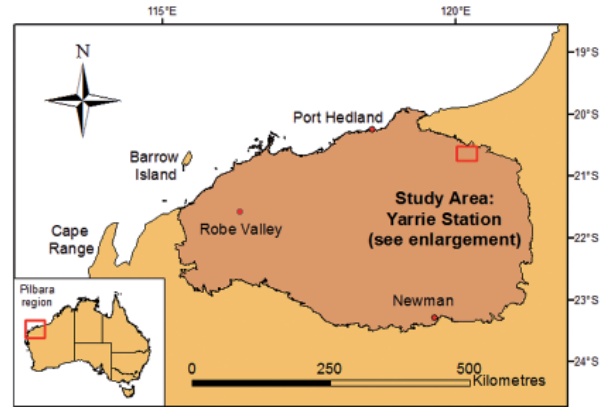 115°E
120°E
N
19°S
Port Hedland
20°S
Barrow
Island
21°S
Study Area:
Yarrie Station
(see enlargement)
Cape
Range
Robe Valley
22°S
Pilbara
region
Newman
23°S
0
250
500
Kilometres
24°S